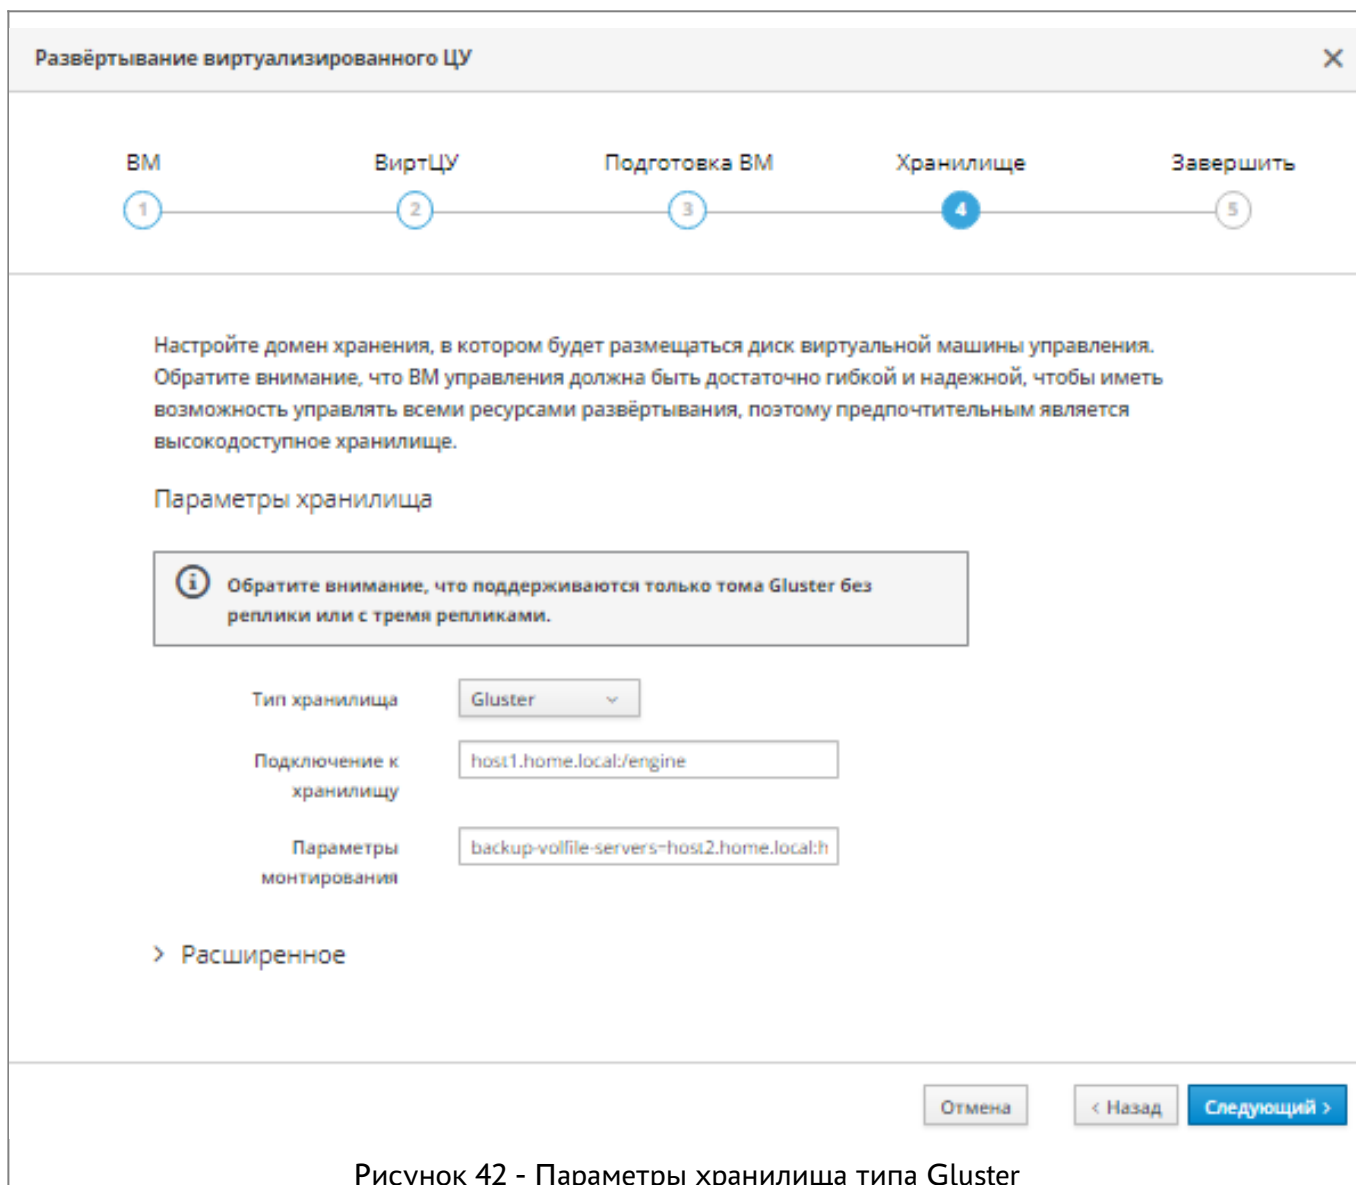 Развёртывание виртуализированного ЦУ
ВМ ВиртЦУ Подготовка ВМ Хранилище Завершить
1 2 3 4 5
Настройте домен хранения, в котором будет размещаться диск виртуальной машины управления.
Обратите внимание, что ВМ управления должна быть достаточно гибкой и надежной, чтобы иметь
возможность управлять всеми ресурсами развёртывания, поэтому предпочтительным является
высокодоступное хранилище.
Параметры хранилища
Обратите внимание, что поддерживаются только тома Gluster без
реплики или с тремя репликами.
Тип хранилища Gluster
Подключение к host1.home.local:/engine
хранилищу
Параметры backup-volfile-servers=host2.home.local:h
монтирования
> Расширенное
Отмена < Назад Следующий >
Рисунок 42 - Параметры хранилища типа Gluster